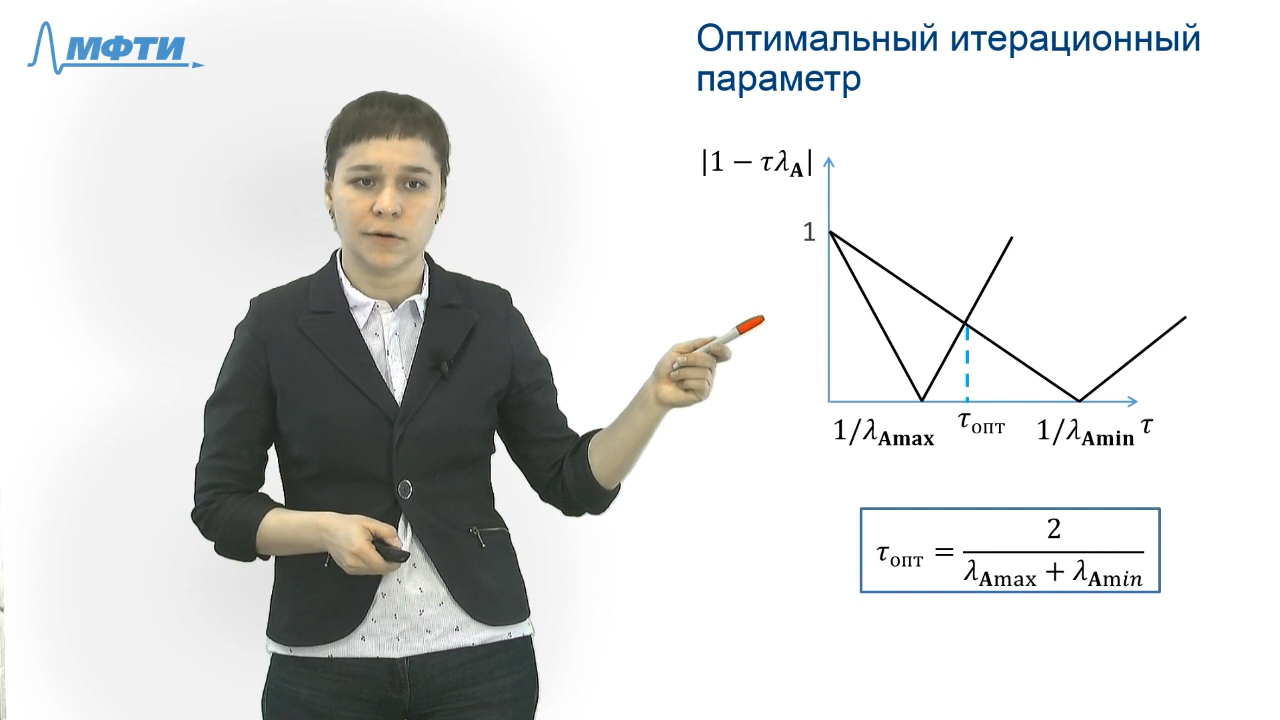 МФТИ
Оптимальный итерационный
параметр
|1 − τλ_𝐀|
1
1/λ_𝐀𝐦𝐚𝐱
τ_опт
1/λ_𝐀𝐦𝐢𝐧
τ
τ_опт = 2 / (λ_𝐀max + λ_𝐀min)